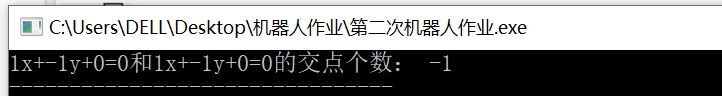 C:\Users\DELL\Desktop\机器人作业\第二次机器人作业.exe
1x+-1y+0=0和1x+-1y+0=0的交点个数： -1
--------------------------------